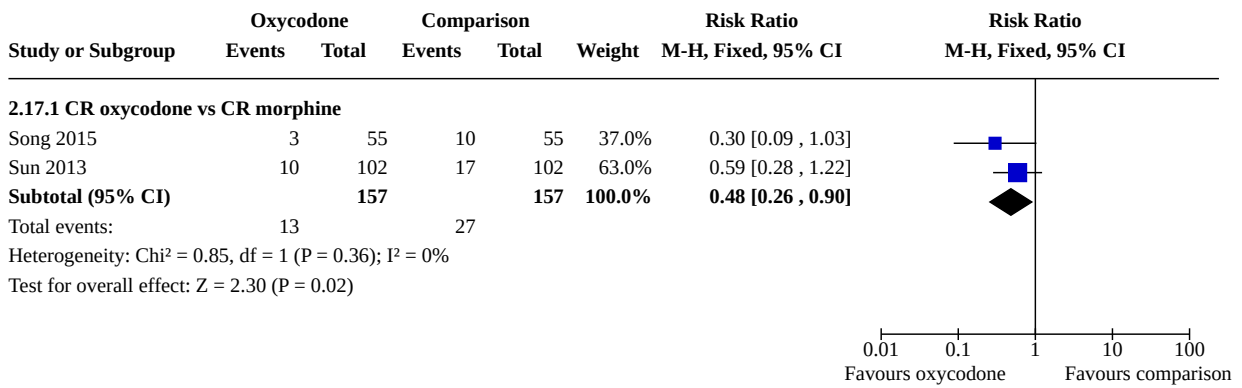 Oxycodone Comparison Risk Ratio Risk Ratio
Study or Subgroup Events Total Events Total Weight M-H, Fixed, 95% CI M-H, Fixed, 95% CI
2.17.1 CR oxycodone vs CR morphine
Song 2015 3 55 10 55 37.0% 0.30 [0.09 , 1.03]
Sun 2013 10 102 17 102 63.0% 0.59 [0.28 , 1.22]
Subtotal (95% CI) 157 157 100.0% 0.48 [0.26 , 0.90]
Total events: 13 27
Heterogeneity: Chi² = 0.85, df = 1 (P = 0.36); I² = 0%
Test for overall effect: Z = 2.30 (P = 0.02)
0.01 0.1 1 10 100
Favours oxycodone Favours comparison